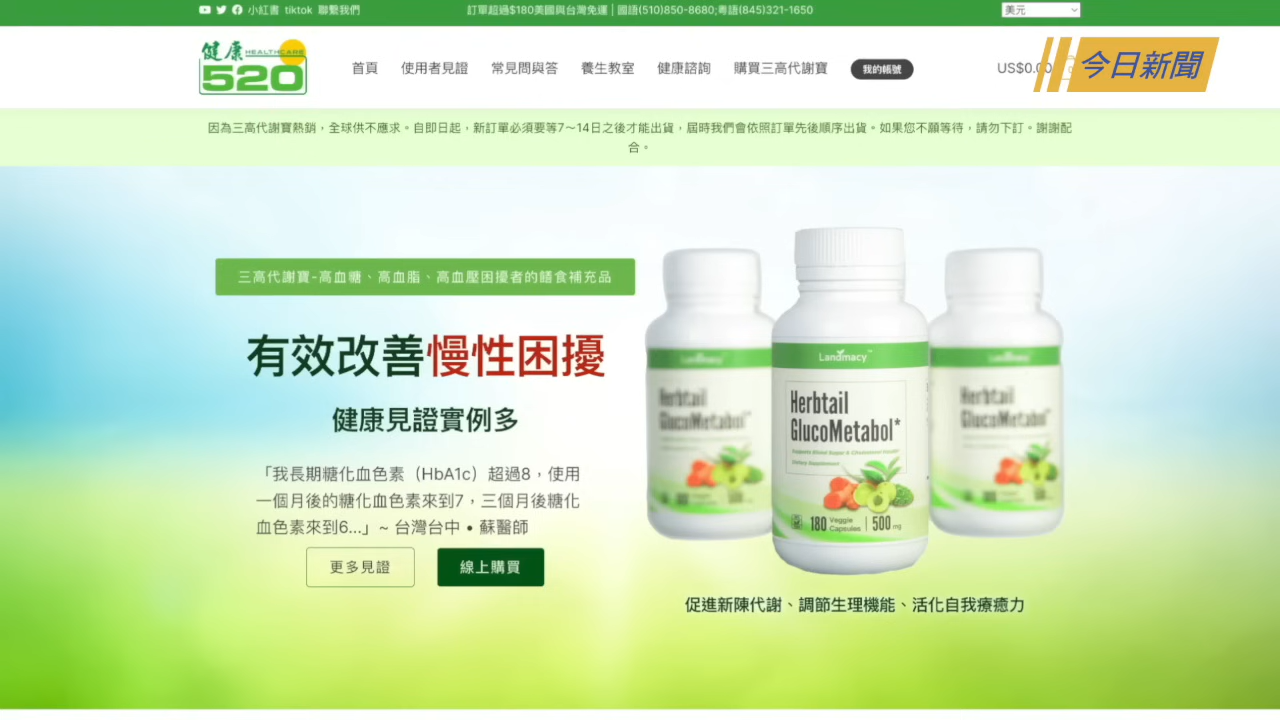 小紅書 tiktok 聯繫我們
訂單超過$180美國與台灣免運 | 國語(510)850-8680;粵語(845)321-1650
美元
健康 HEALTHCARE
520
首頁 使用者見證 常見問與答 養生教室 健康諮詢 購買三高代謝寶 我的帳號
US$0.00
今日新聞
因為三高代謝寶熱銷，全球供不應求。自即日起，新訂單必須要等7～14日之後才能出貨，屆時我們會依照訂單先後順序出貨。如果您不願等待，請勿下訂。謝謝配
合。
三高代謝寶-高血糖、高血脂、高血壓困擾者的膳食補充品
有效改善慢性困擾
健康見證實例多
「我長期糖化血色素（HbA1c）超過8，使用
一個月後的糖化血色素來到7，三個月後糖化
血色素來到6...」~ 台灣台中 • 蘇醫師
更多見證 線上購買
Landmacy™
Herbtail
GlucoMetabol*
Supports Blood Sugar & Cholesterol Health*
Dietary Supplement
180 Veggie Capsules | 500 mg
Landmacy
Herbtail
GlucoMetabol*
Landmacy
Herbtail
GlucoMetabol*
促進新陳代謝、調節生理機能、活化自我療癒力